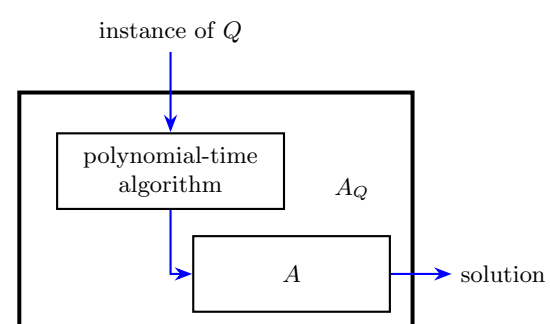 instance of Q
polynomial-time
algorithm
A_Q
A
solution